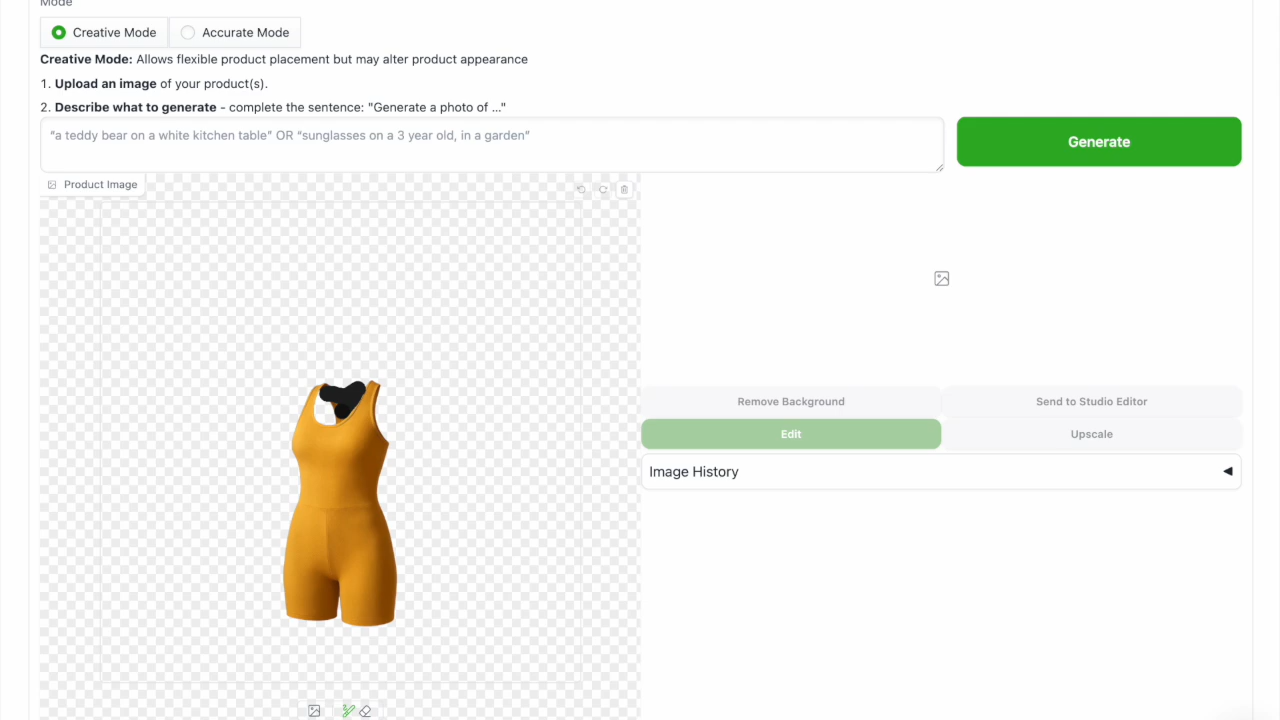 Mode
Creative Mode
Accurate Mode
Creative Mode: Allows flexible product placement but may alter product appearance
1. Upload an image of your product(s).
2. Describe what to generate - complete the sentence: "Generate a photo of ..."
"a teddy bear on a white kitchen table" OR "sunglasses on a 3 year old, in a garden"
Generate
Product Image
Remove Background
Send to Studio Editor
Edit
Upscale
Image History